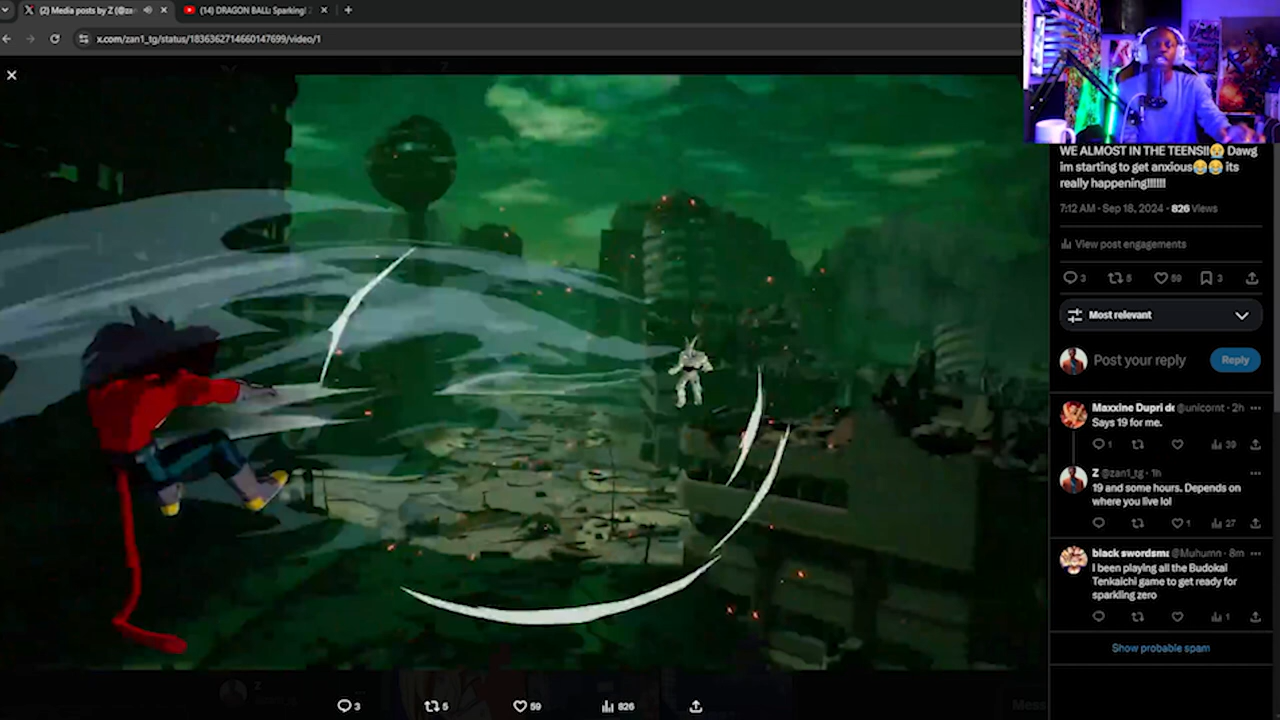 (2) Media posts by Z (@za
(14) DRAGON BALL: Sparking! Z
x.com/zan1_tg/status/1836362714660147699/video/1
WE ALMOST IN THE TEENS!!😭 Dawg
im starting to get anxious😂😂 its
really happening!!!!!!!
7:12 AM · Sep 18, 2024 · 826 Views
View post engagements
3 5 59 3
Most relevant
Post your reply Reply
Maxxine Dupri @unicornt · 2h
Says 19 for me.
1 39
Z @zan1_tg · 1h
19 and some hours. Depends on
where you live lol
1 27
black swordsm @Muhumn · 8m
I been playing all the Budokai
Tenkaichi game to get ready for
sparkling zero
1
Show probable spam
3 5 59 826